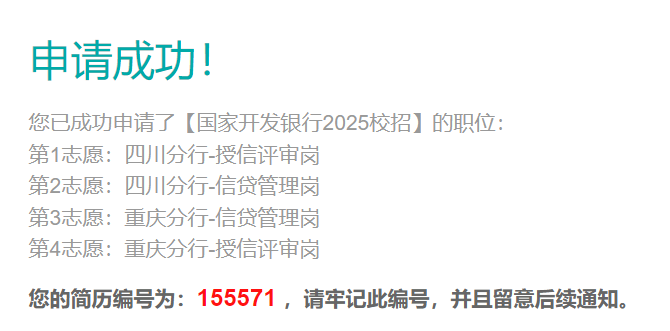 申请成功！
您已成功申请了【国家开发银行2025校招】的职位：
第1志愿：四川分行-授信评审岗
第2志愿：四川分行-信贷管理岗
第3志愿：重庆分行-信贷管理岗
第4志愿：重庆分行-授信评审岗
您的简历编号为：155571 ，请牢记此编号，并且留意后续通知。